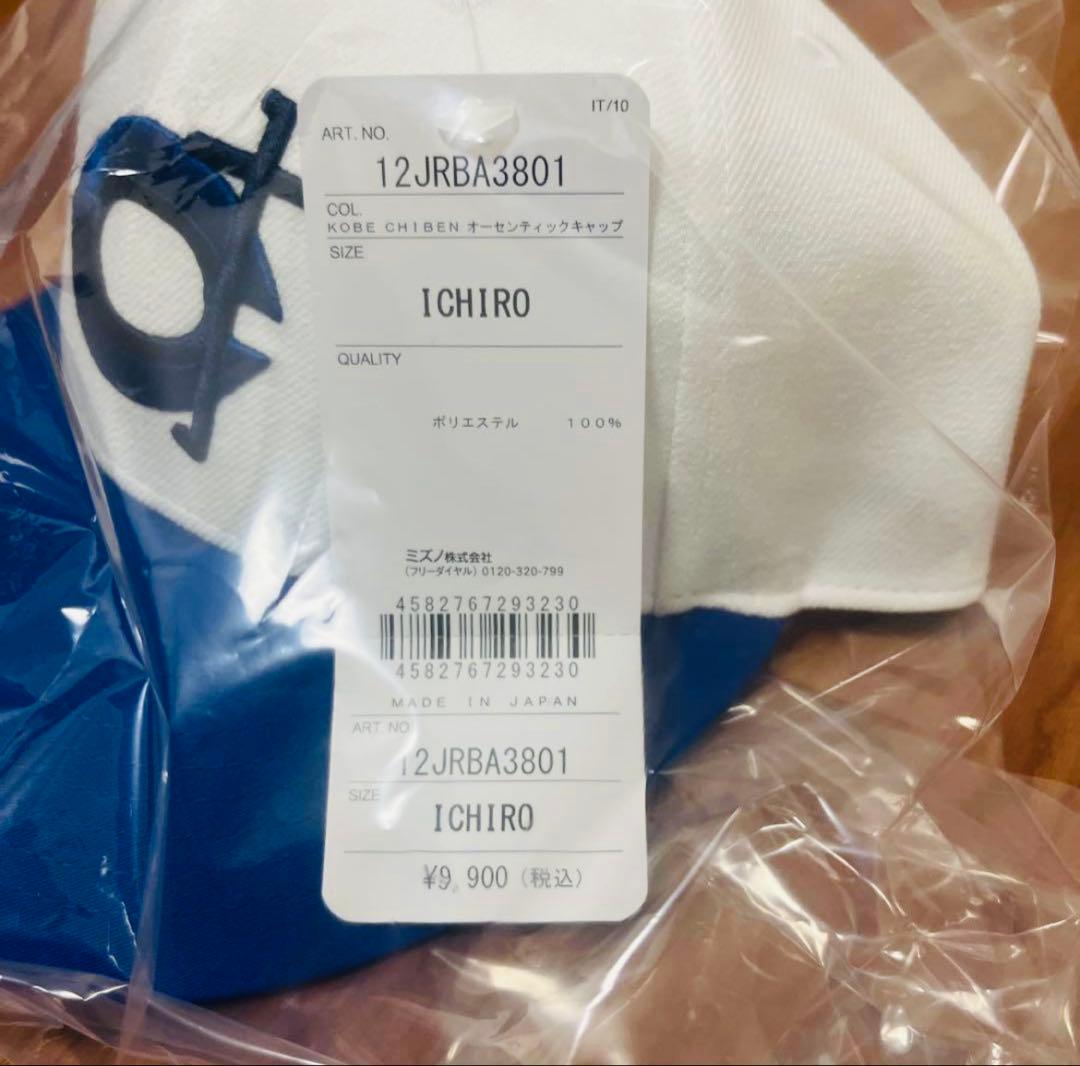 IT/10
ART. NO.
12JRBA3801
COL.
KOBE CHIBEN オーセンティックキャップ
SIZE
ICHIRO
QUALITY
ポリエステル 100%
ミズノ株式会社
(フリーダイヤル) 0120-320-799
4582767293230
4582767293230
MADE IN JAPAN
ART. NO.
12JRBA3801
SIZE
ICHIRO
¥9,900 (税込)